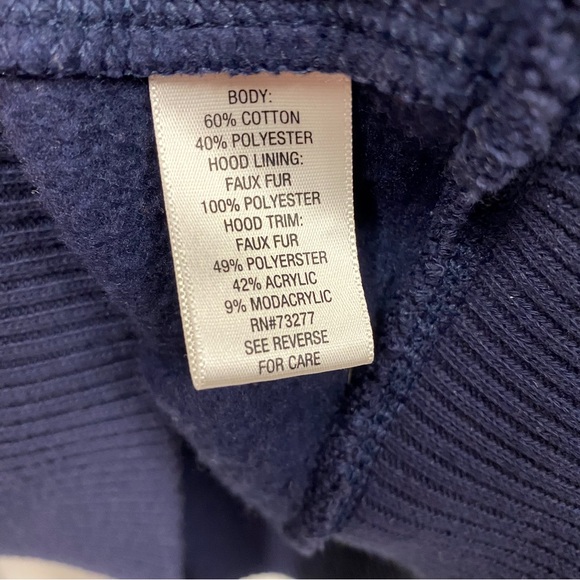 BODY:
60% COTTON
40% POLYESTER
HOOD LINING:
FAUX FUR
100% POLYESTER
HOOD TRIM:
FAUX FUR
49% POLYERSTER
42% ACRYLIC
9% MODACRYLIC
RN#73277
SEE REVERSE
FOR CARE